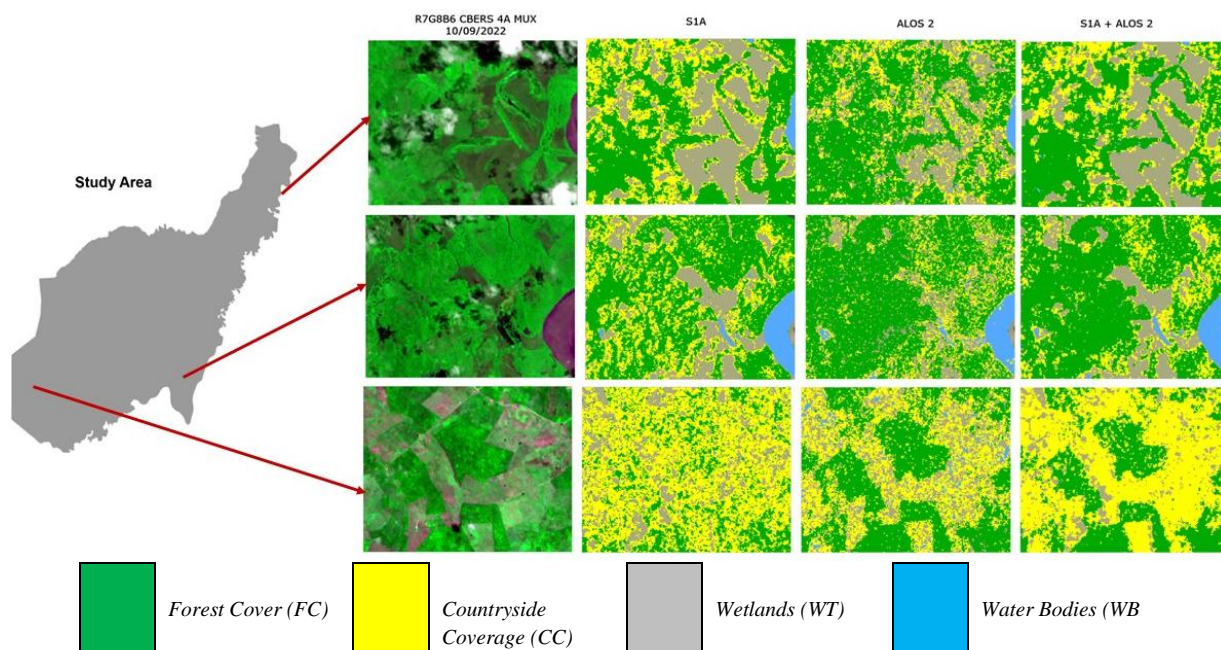 R7G8B6 CBERS 4A MUX
10/09/2022
S1A
ALOS 2
S1A + ALOS 2
Study Area
Forest Cover (FC)
Countryside
Coverage (CC)
Wetlands (WT)
Water Bodies (WB